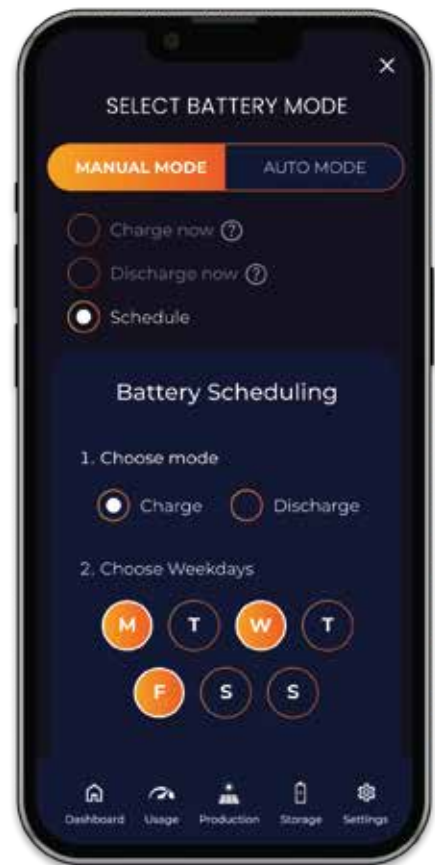 SELECT BATTERY MODE
MANUAL MODE AUTO MODE
Charge now ?
Discharge now ?
Schedule
Battery Scheduling
1. Choose mode
Charge Discharge
2. Choose Weekdays
M T W T
F S S
Dashboard Usage Production Storage Settings